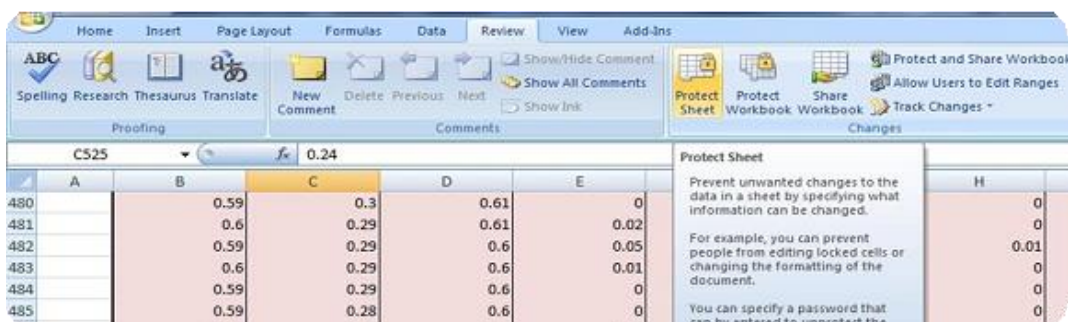 Home Insert Page Layout Formulas Data Review View Add-Ins
ABC
Spelling Research Thesaurus Translate
New Comment Delete Previous Next
Show/Hide Comment
Show All Comments
Show Ink
Protect Sheet Protect Workbook Share Workbook
Protect and Share Workbook
Allow Users to Edit Ranges
Track Changes
Proofing Comments Changes
C525 fx 0.24
A B C D E H
480 0.59 0.3 0.61 0 0
481 0.6 0.29 0.61 0.02 0
482 0.59 0.29 0.6 0.05 0.01
483 0.6 0.29 0.6 0.01 0
484 0.59 0.29 0.6 0 0
485 0.59 0.28 0.6 0 0
Protect Sheet
Prevent unwanted changes to the
data in a sheet by specifying what
information can be changed.
For example, you can prevent
people from editing locked cells or
changing the formatting of the
document.
You can specify a password that
can be entered to unprotect the